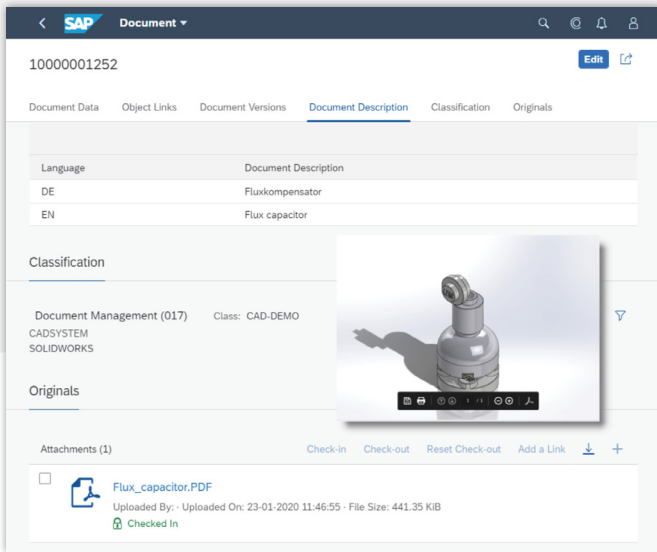 SAP Document
10000001252
Edit
Document Data Object Links Document Versions Document Description Classification Originals
Language Document Description
DE Fluxkompensator
EN Flux capacitor
Classification
Document Management (017) Class: CAD-DEMO
CADSYSTEM
SOLIDWORKS
1 / 1
Originals
Attachments (1) Check-in Check-out Reset Check-out Add a Link
Flux_capacitor.PDF
Uploaded By: · Uploaded On: 23-01-2020 11:46:55 · File Size: 441.35 KiB
Checked In